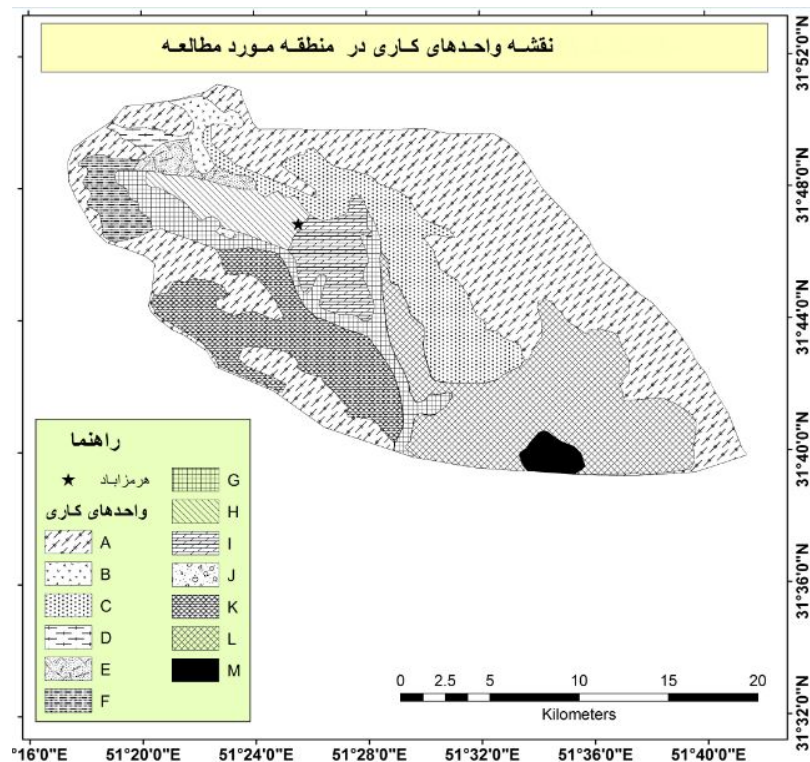 نقشه واحدهای کاری در منطقه مورد مطالعه
31°52'0"N
31°48'0"N
31°44'0"N
31°40'0"N
31°36'0"N
31°32'0"N
راهنما
هرمزاباد
واحدهای کاری
A
B
C
D
E
F
G
H
I
J
K
L
M
0 2.5 5 10 15 20
Kilometers
°16'0"E 51°20'0"E 51°24'0"E 51°28'0"E 51°32'0"E 51°36'0"E 51°40'0"E